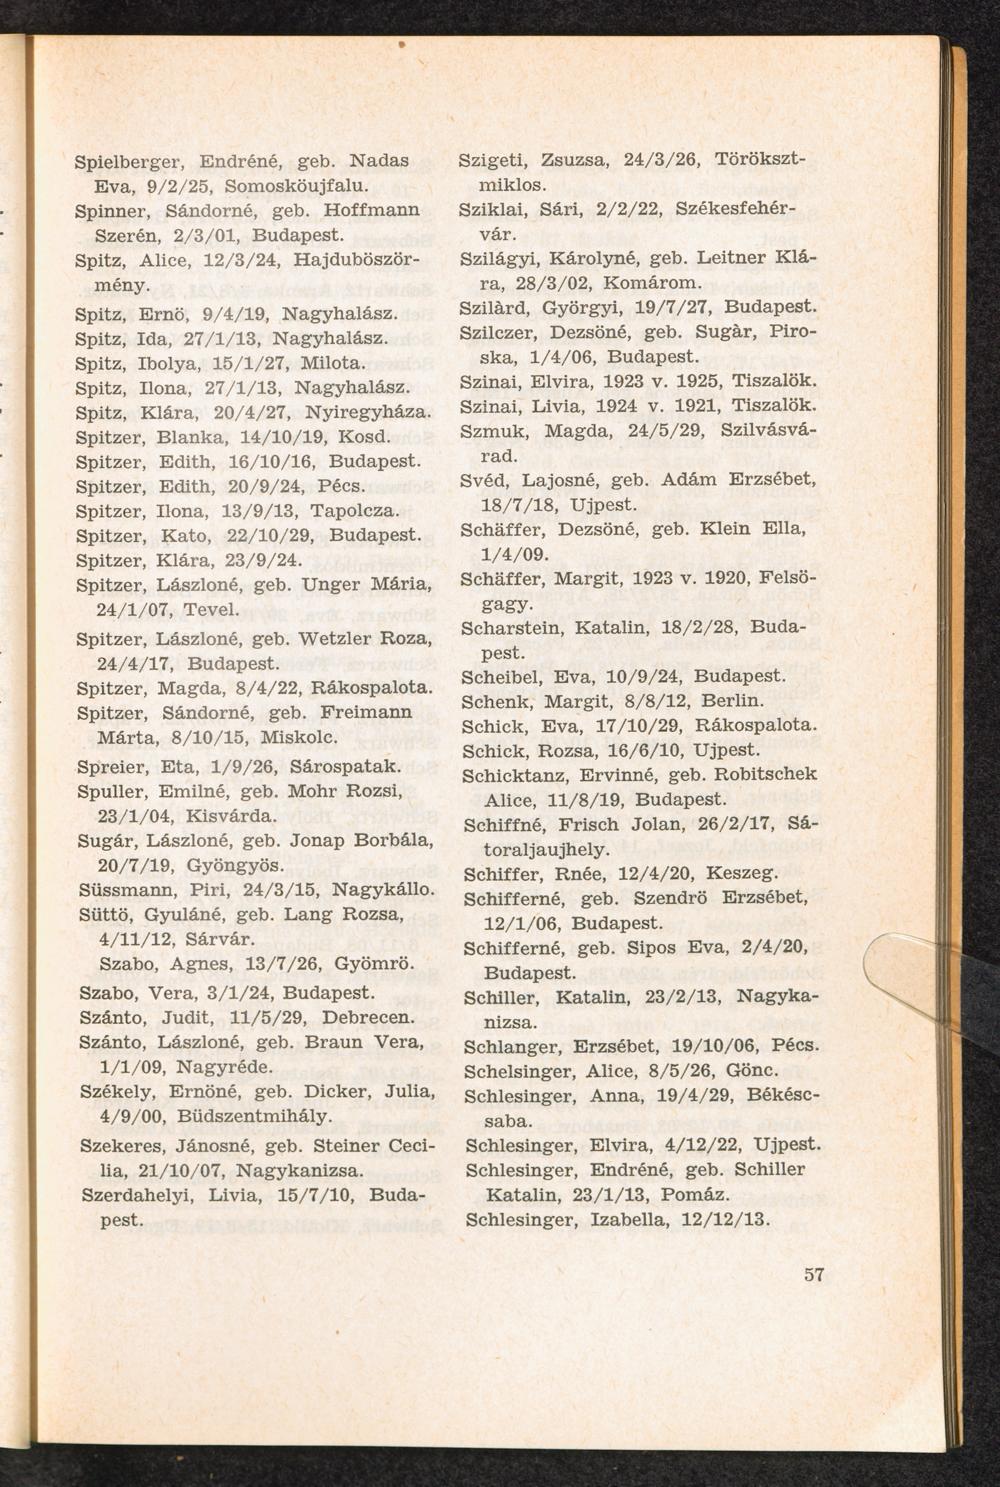 Spielberger, Endréné, geb. Nadas
Eva, 9/2/25, Somosköujfalu.
Spinner, Sándorné, geb. Hoffmann
Szerén, 2/3/01, Budapest.
Spitz, Alice, 12/3/24, Hajduböször-
mény.
Spitz, Ernö, 9/4/19, Nagyhalász.
Spitz, Ida, 27/1/13, Nagyhalász.
Spitz, Ibolya, 15/1/27, Milota.
Spitz, Ilona, 27/1/13, Nagyhalász.
Spitz, Klára, 20/4/27, Nyiregyháza.
Spitzer, Blanka, 14/10/19, Kosd.
Spitzer, Edith, 16/10/16, Budapest.
Spitzer, Edith, 20/9/24, Pécs.
Spitzer, Ilona, 13/9/13, Tapolcza.
Spitzer, Kato, 22/10/29, Budapest.
Spitzer, Klára, 23/9/24.
Spitzer, Lászloné, geb. Unger Mária,
24/1/07, Tevel.
Spitzer, Lászloné, geb. Wetzler Roza,
24/4/17, Budapest.
Spitzer, Magda, 8/4/22, Rákospalota.
Spitzer, Sándorné, geb. Freimann
Márta, 8/10/15, Miskolc.
Spreier, Eta, 1/9/26, Sárospatak.
Spuller, Emilné, geb. Mohr Rozsi,
23/1/04, Kisvárda.
Sugár, Lászloné, geb. Jonap Borbála,
20/7/19, Gyöngyös.
Süssmann, Piri, 24/3/15, Nagykállo.
Süttö, Gyuláné, geb. Lang Rozsa,
4/11/12, Sárvár.
Szabo, Agnes, 13/7/26, Gyömrö.
Szabo, Vera, 3/1/24, Budapest.
Szánto, Judit, 11/5/29, Debrecen.
Szánto, Lászloné, geb. Braun Vera,
1/1/09, Nagyréde.
Székely, Ernöné, geb. Dicker, Julia,
4/9/00, Büdszentmihály.
Szekeres, Jánosné, geb. Steiner Ceci-
lia, 21/10/07, Nagykanizsa.
Szerdahelyi, Livia, 15/7/10, Buda-
pest.
Szigeti, Zsuzsa, 24/3/26, Törökszt-
miklos.
Sziklai, Sári, 2/2/22, Székesfehér-
vár.
Szilágyi, Károlyné, geb. Leitner Klá-
ra, 28/3/02, Komárom.
Szilàrd, Györgyi, 19/7/27, Budapest.
Szilczer, Dezsöné, geb. Sugàr, Piro-
ska, 1/4/06, Budapest.
Szinai, Elvira, 1923 v. 1925, Tiszalök.
Szinai, Livia, 1924 v. 1921, Tiszalök.
Szmuk, Magda, 24/5/29, Szilvásvá-
rad.
Svéd, Lajosné, geb. Adám Erzsébet,
18/7/18, Ujpest.
Schäffer, Dezsöné, geb. Klein Ella,
1/4/09.
Schäffer, Margit, 1923 v. 1920, Felsö-
gagy.
Scharstein, Katalin, 18/2/28, Buda-
pest.
Scheibel, Eva, 10/9/24, Budapest.
Schenk, Margit, 8/8/12, Berlin.
Schick, Eva, 17/10/29, Rákospalota.
Schick, Rozsa, 16/6/10, Ujpest.
Schicktanz, Ervinné, geb. Robitschek
Alice, 11/8/19, Budapest.
Schiffné, Frisch Jolan, 26/2/17, Sá-
toraljaujhely.
Schiffer, Rnée, 12/4/20, Keszeg.
Schifferné, geb. Szendrö Erzsébet,
12/1/06, Budapest.
Schifferné, geb. Sipos Eva, 2/4/20,
Budapest.
Schiller, Katalin, 23/2/13, Nagyka-
nizsa.
Schlanger, Erzsébet, 19/10/06, Pécs.
Schelsinger, Alice, 8/5/26, Gönc.
Schlesinger, Anna, 19/4/29, Békésc-
saba.
Schlesinger, Elvira, 4/12/22, Ujpest.
Schlesinger, Endréné, geb. Schiller
Katalin, 23/1/13, Pomáz.
Schlesinger, Izabella, 12/12/13.
57